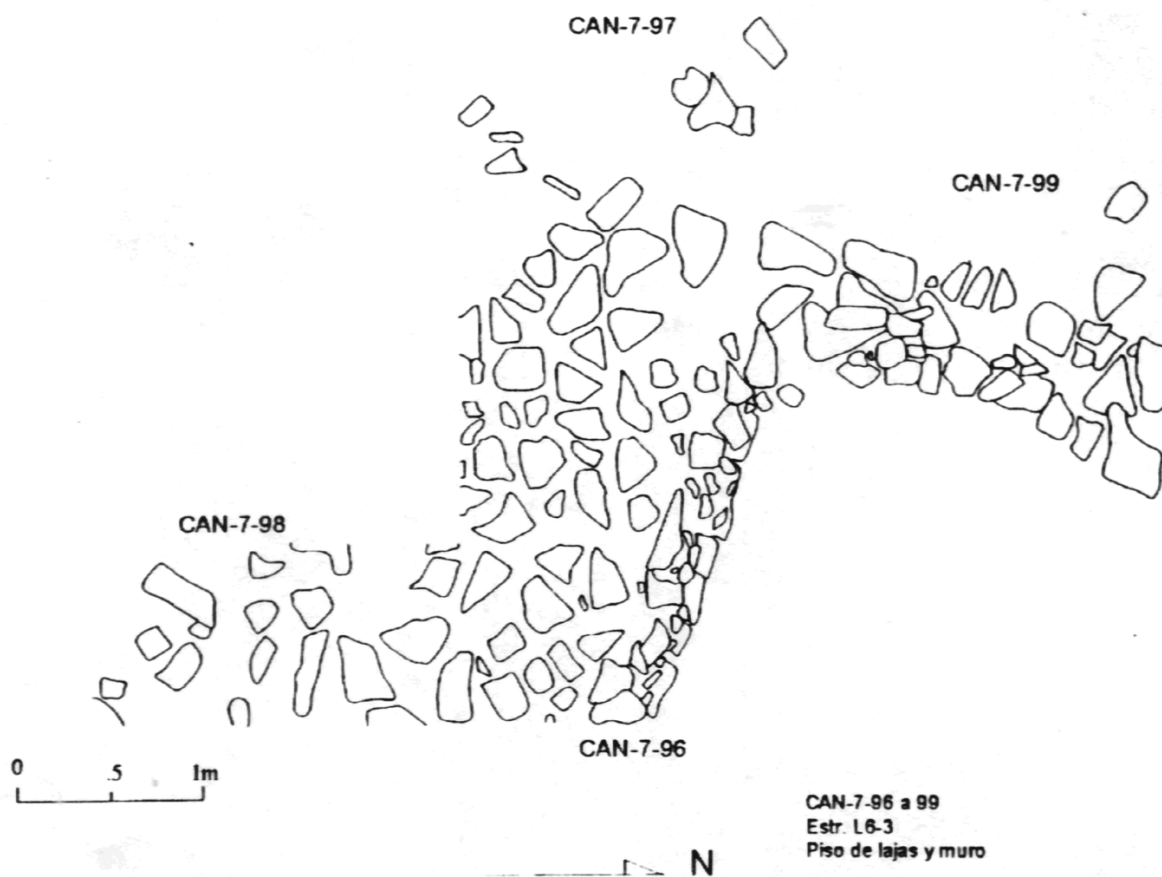 CAN-7-97
CAN-7-99
CAN-7-98
CAN-7-96
0 .5 1m
CAN-7-96 a 99
Estr. L6-3
Piso de lajas y muro
N